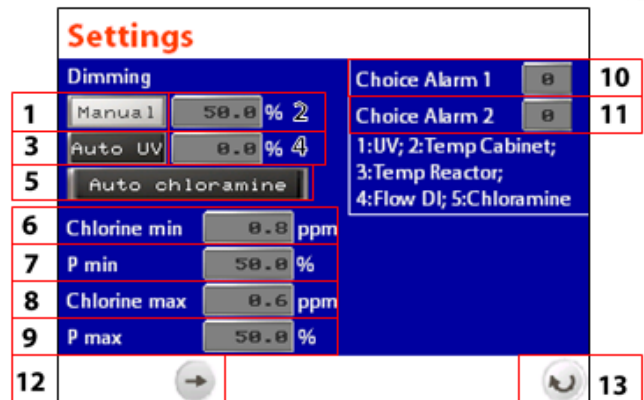 Settings
Dimming
1 Manual 50.0 % 2
3 Auto UV 0.0 % 4
5 Auto chloramine
6 Chlorine min 0.8 ppm
7 P min 50.0 %
8 Chlorine max 0.6 ppm
9 P max 50.0 %
12
Choice Alarm 1 0 10
Choice Alarm 2 0 11
1:UV; 2:Temp Cabinet;
3:Temp Reactor;
4:Flow DI; 5:Chloramine
13